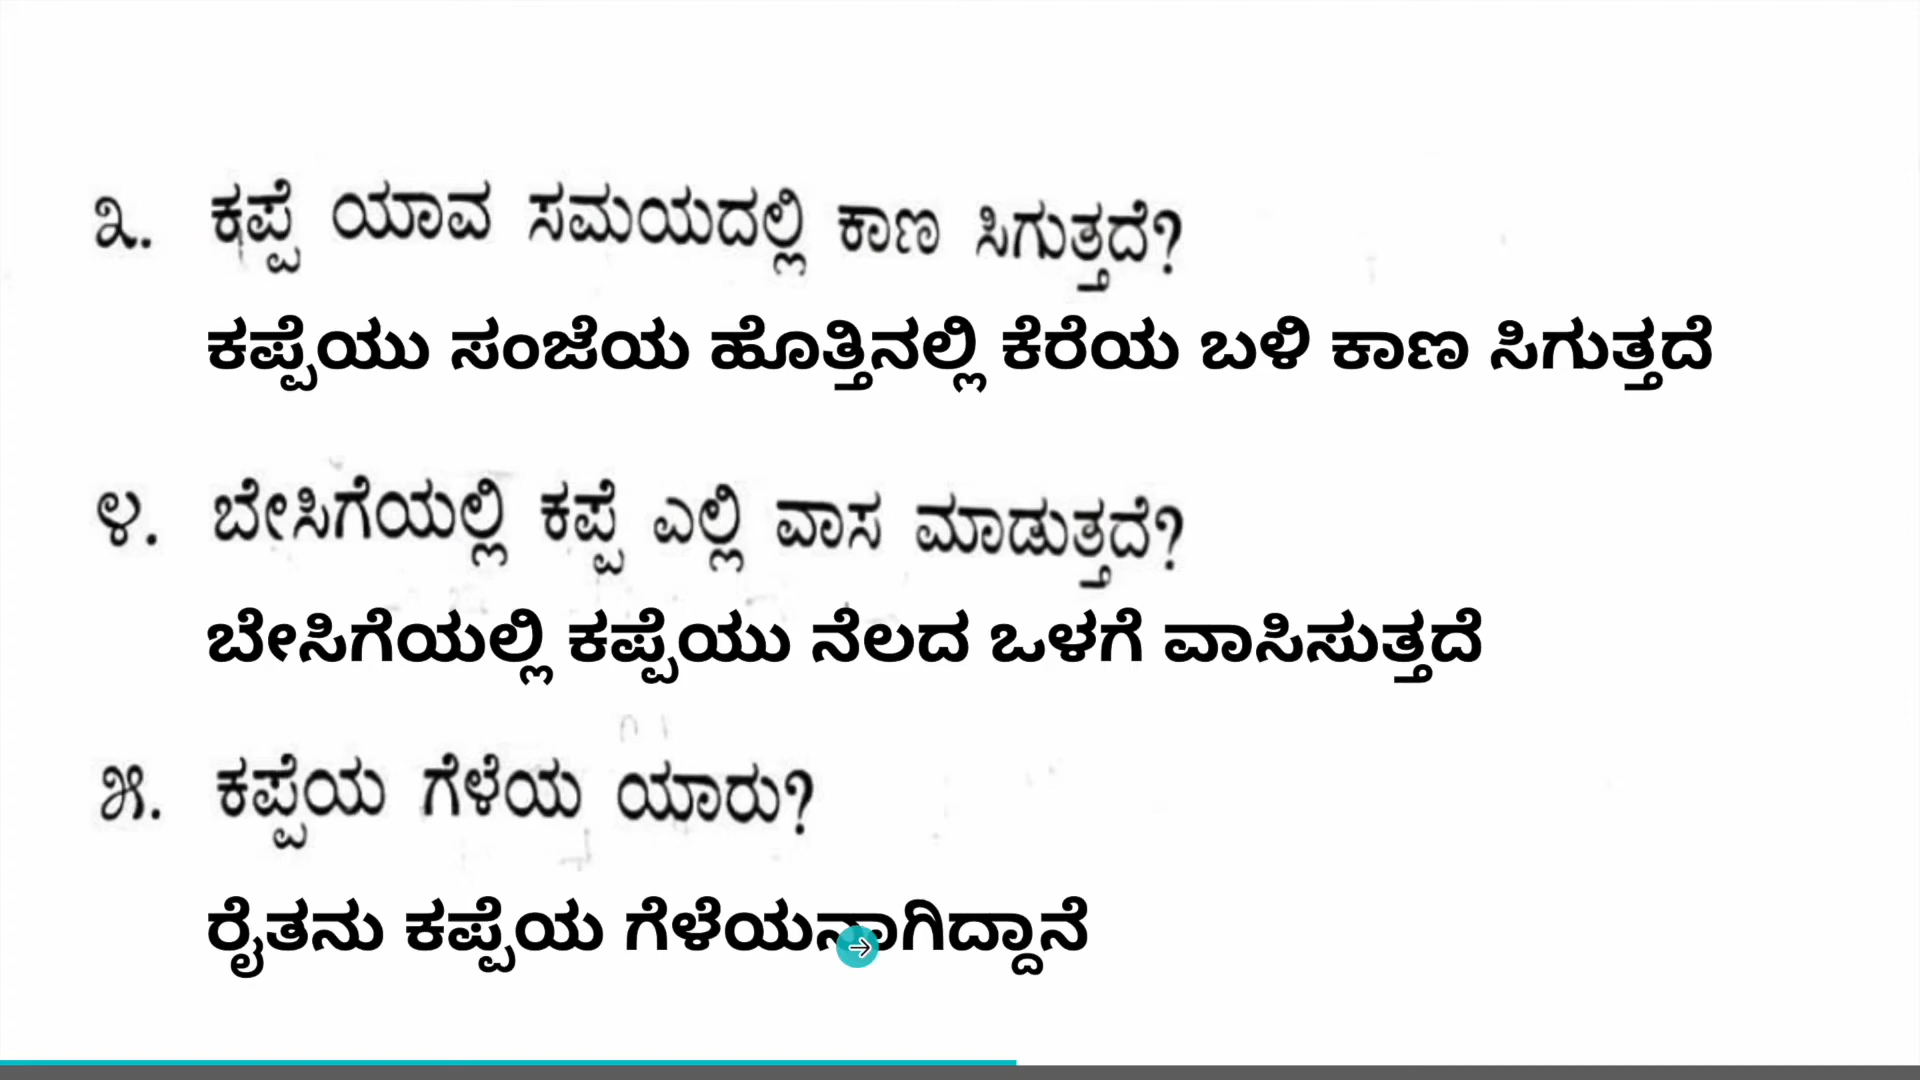 ೩. ಕಪ್ಪೆ ಯಾವ ಸಮಯದಲ್ಲಿ ಕಾಣ ಸಿಗುತ್ತದೆ?
ಕಪ್ಪೆಯು ಸಂಜೆಯ ಹೊತ್ತಿನಲ್ಲಿ ಕೆರೆಯ ಬಳಿ ಕಾಣ ಸಿಗುತ್ತದೆ
೪. ಬೇಸಿಗೆಯಲ್ಲಿ ಕಪ್ಪೆ ಎಲ್ಲಿ ವಾಸ ಮಾಡುತ್ತದೆ?
ಬೇಸಿಗೆಯಲ್ಲಿ ಕಪ್ಪೆಯು ನೆಲದ ಒಳಗೆ ವಾಸಿಸುತ್ತದೆ
೫. ಕಪ್ಪೆಯ ಗೆಳೆಯ ಯಾರು?
ರೈತನು ಕಪ್ಪೆಯ ಗೆಳೆಯನಾಗಿದ್ದಾನೆ